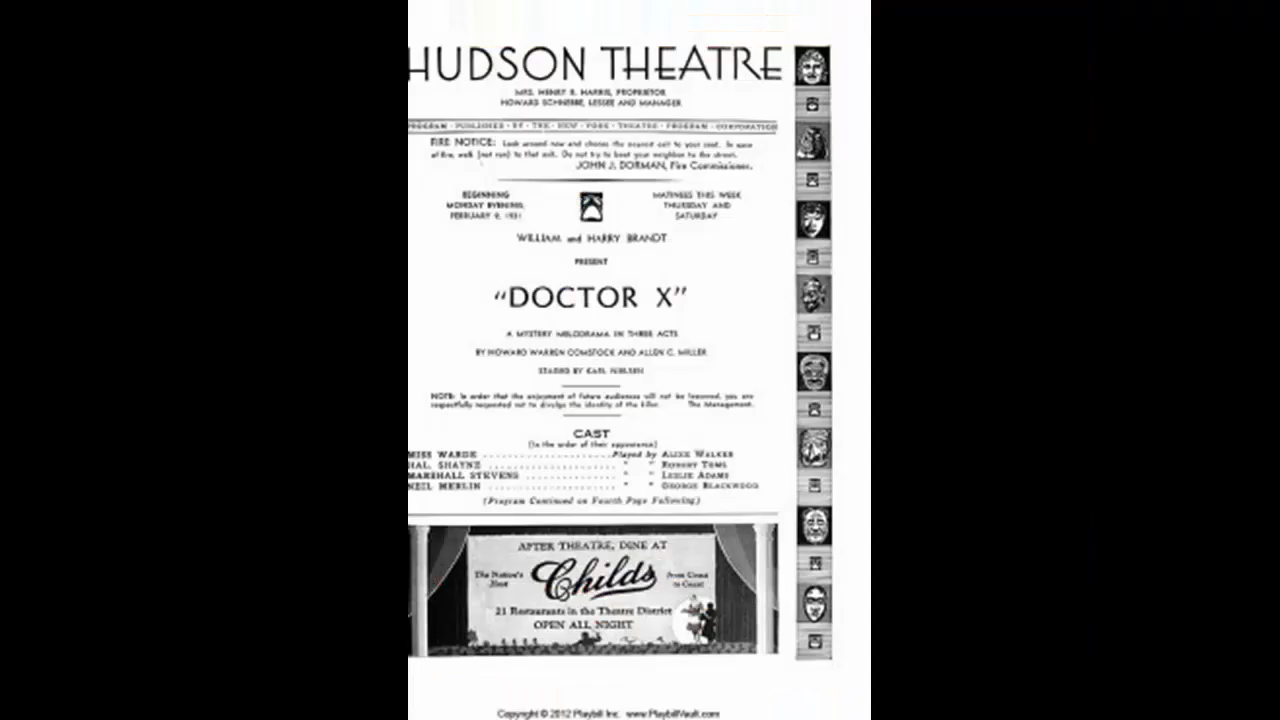 HUDSON THEATRE
MRS. HENRY B. HARRIS, PROPRIETOR
HOWARD SCHNEBBE, LESSEE AND MANAGER
PROGRAM · PUBLISHED · BY · THE · NEW · YORK · THEATRE · PROGRAM · CORPORATION
FIRE NOTICE: Look around now and choose the nearest exit to your seat. In case
of fire, walk (not run) to that exit. Do not try to beat your neighbor to the street.
JOHN J. DORMAN, Fire Commissioner.
BEGINNING
MONDAY EVENING,
FEBRUARY 9, 1931
MATINEES THIS WEEK
THURSDAY AND
SATURDAY
WILLIAM and HARRY BRANDT
PRESENT
"DOCTOR X"
A MYSTERY MELODRAMA IN THREE ACTS
BY HOWARD WARREN COMSTOCK AND ALLEN C. MILLER
STAGED BY KARL NIELSEN
NOTE: In order that the enjoyment of future audiences will not be lessened, you are
respectfully requested not to divulge the identity of the killer. The Management.
CAST
(In the order of their appearance)
MISS WARDE ........................ Played by ALINE WALKER
HAL. SHAYNE ........................ " " ROBERT TOMS
MARSHALL STEVENS ................ " " LESLIE ADAMS
NEIL MERLIN ........................ " " GEORGE BLACKWOOD
(Program Continued on Fourth Page Following)
AFTER THEATRE, DINE AT
The Nation's Host
Childs
from Coast to Coast
21 Restaurants in the Theatre District
OPEN ALL NIGHT
Copyright © 2012 Playbill Inc. www.PlaybillVault.com